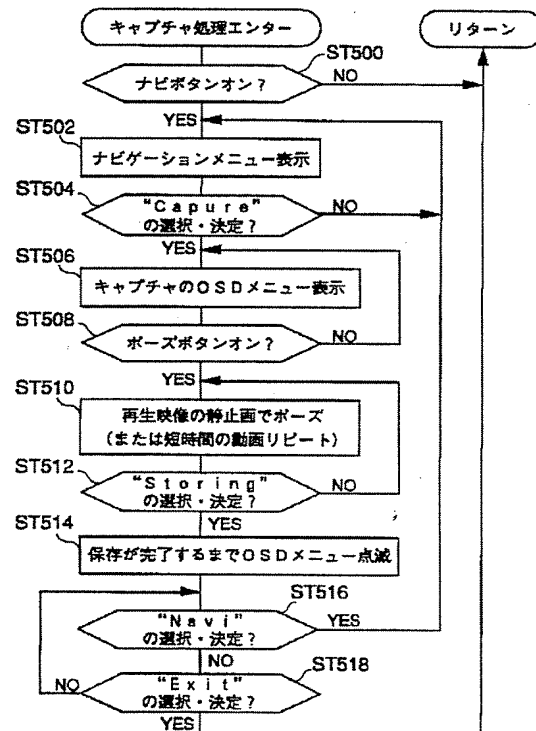 キャプチャ処理エンター
リターン
ST500
ナビボタンオン？
NO
YES
ST502
ナビゲーションメニュー表示
ST504
“Ｃａｐｕｒｅ”
の選択・決定？
NO
YES
ST506
キャプチャのＯＳＤメニュー表示
ST508
ポーズボタンオン？
NO
YES
ST510
再生映像の静止画でポーズ
（または短時間の動画リピート）
ST512
“Ｓｔｏｒｉｎｇ”
の選択・決定？
NO
YES
ST514
保存が完了するまでＯＳＤメニュー点滅
ST516
“Ｎａｖｉ”
の選択・決定？
YES
NO
ST518
“Ｅｘｉｔ”
の選択・決定？
NO
YES